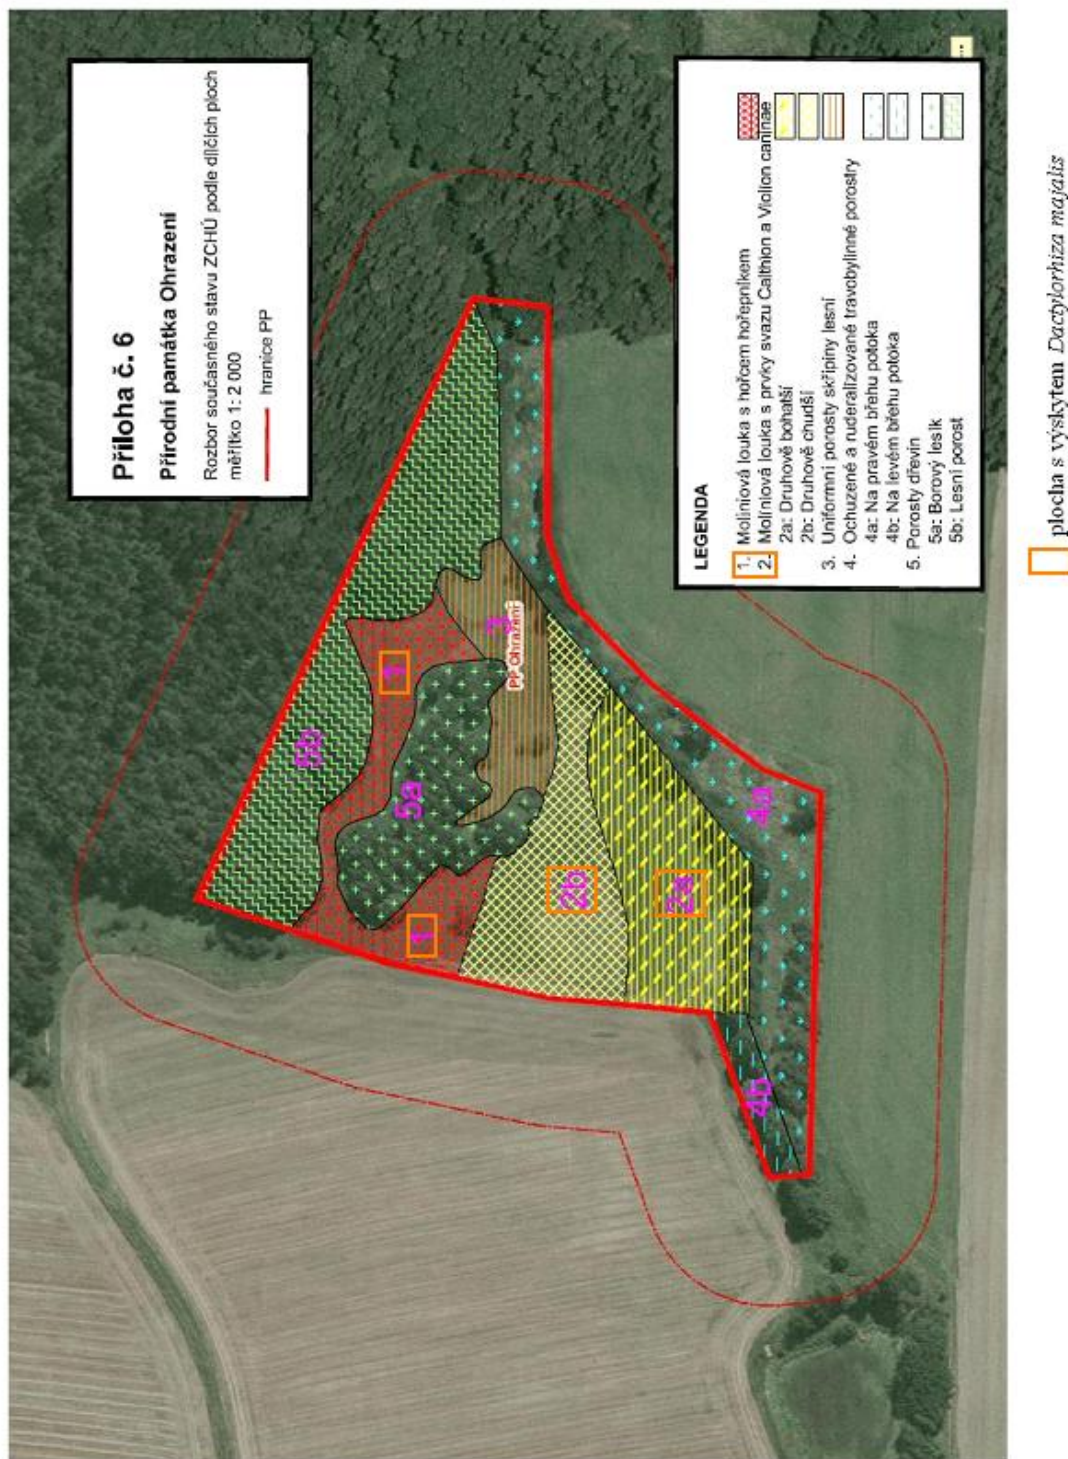 Příloha č. 6
Přírodní památka Ohrazení
Rozbor současného stavu ZCHÚ podle dílčích ploch
měřítko 1: 2 000
hranice PP
5b
1
3
PP Ohrazení
5a
1
2b
2a
4a
4b
LEGENDA
1. Moliniová louka s hořcem hořepníkem
2. Moliniová louka s prvky svazu Calthion a Violion caninae
2a: Druhově bohatší
2b: Druhově chudší
3. Uniformní porosty skřípiny lesní
4. Ochuzené a ruderalizované travobylinné porostry
4a: Na pravém břehu potoka
4b: Na levém břehu potoka
5. Porosty dřevin
5a: Borový lesík
5b: Lesní porost
plocha s výskytem Dactylorhiza majalis